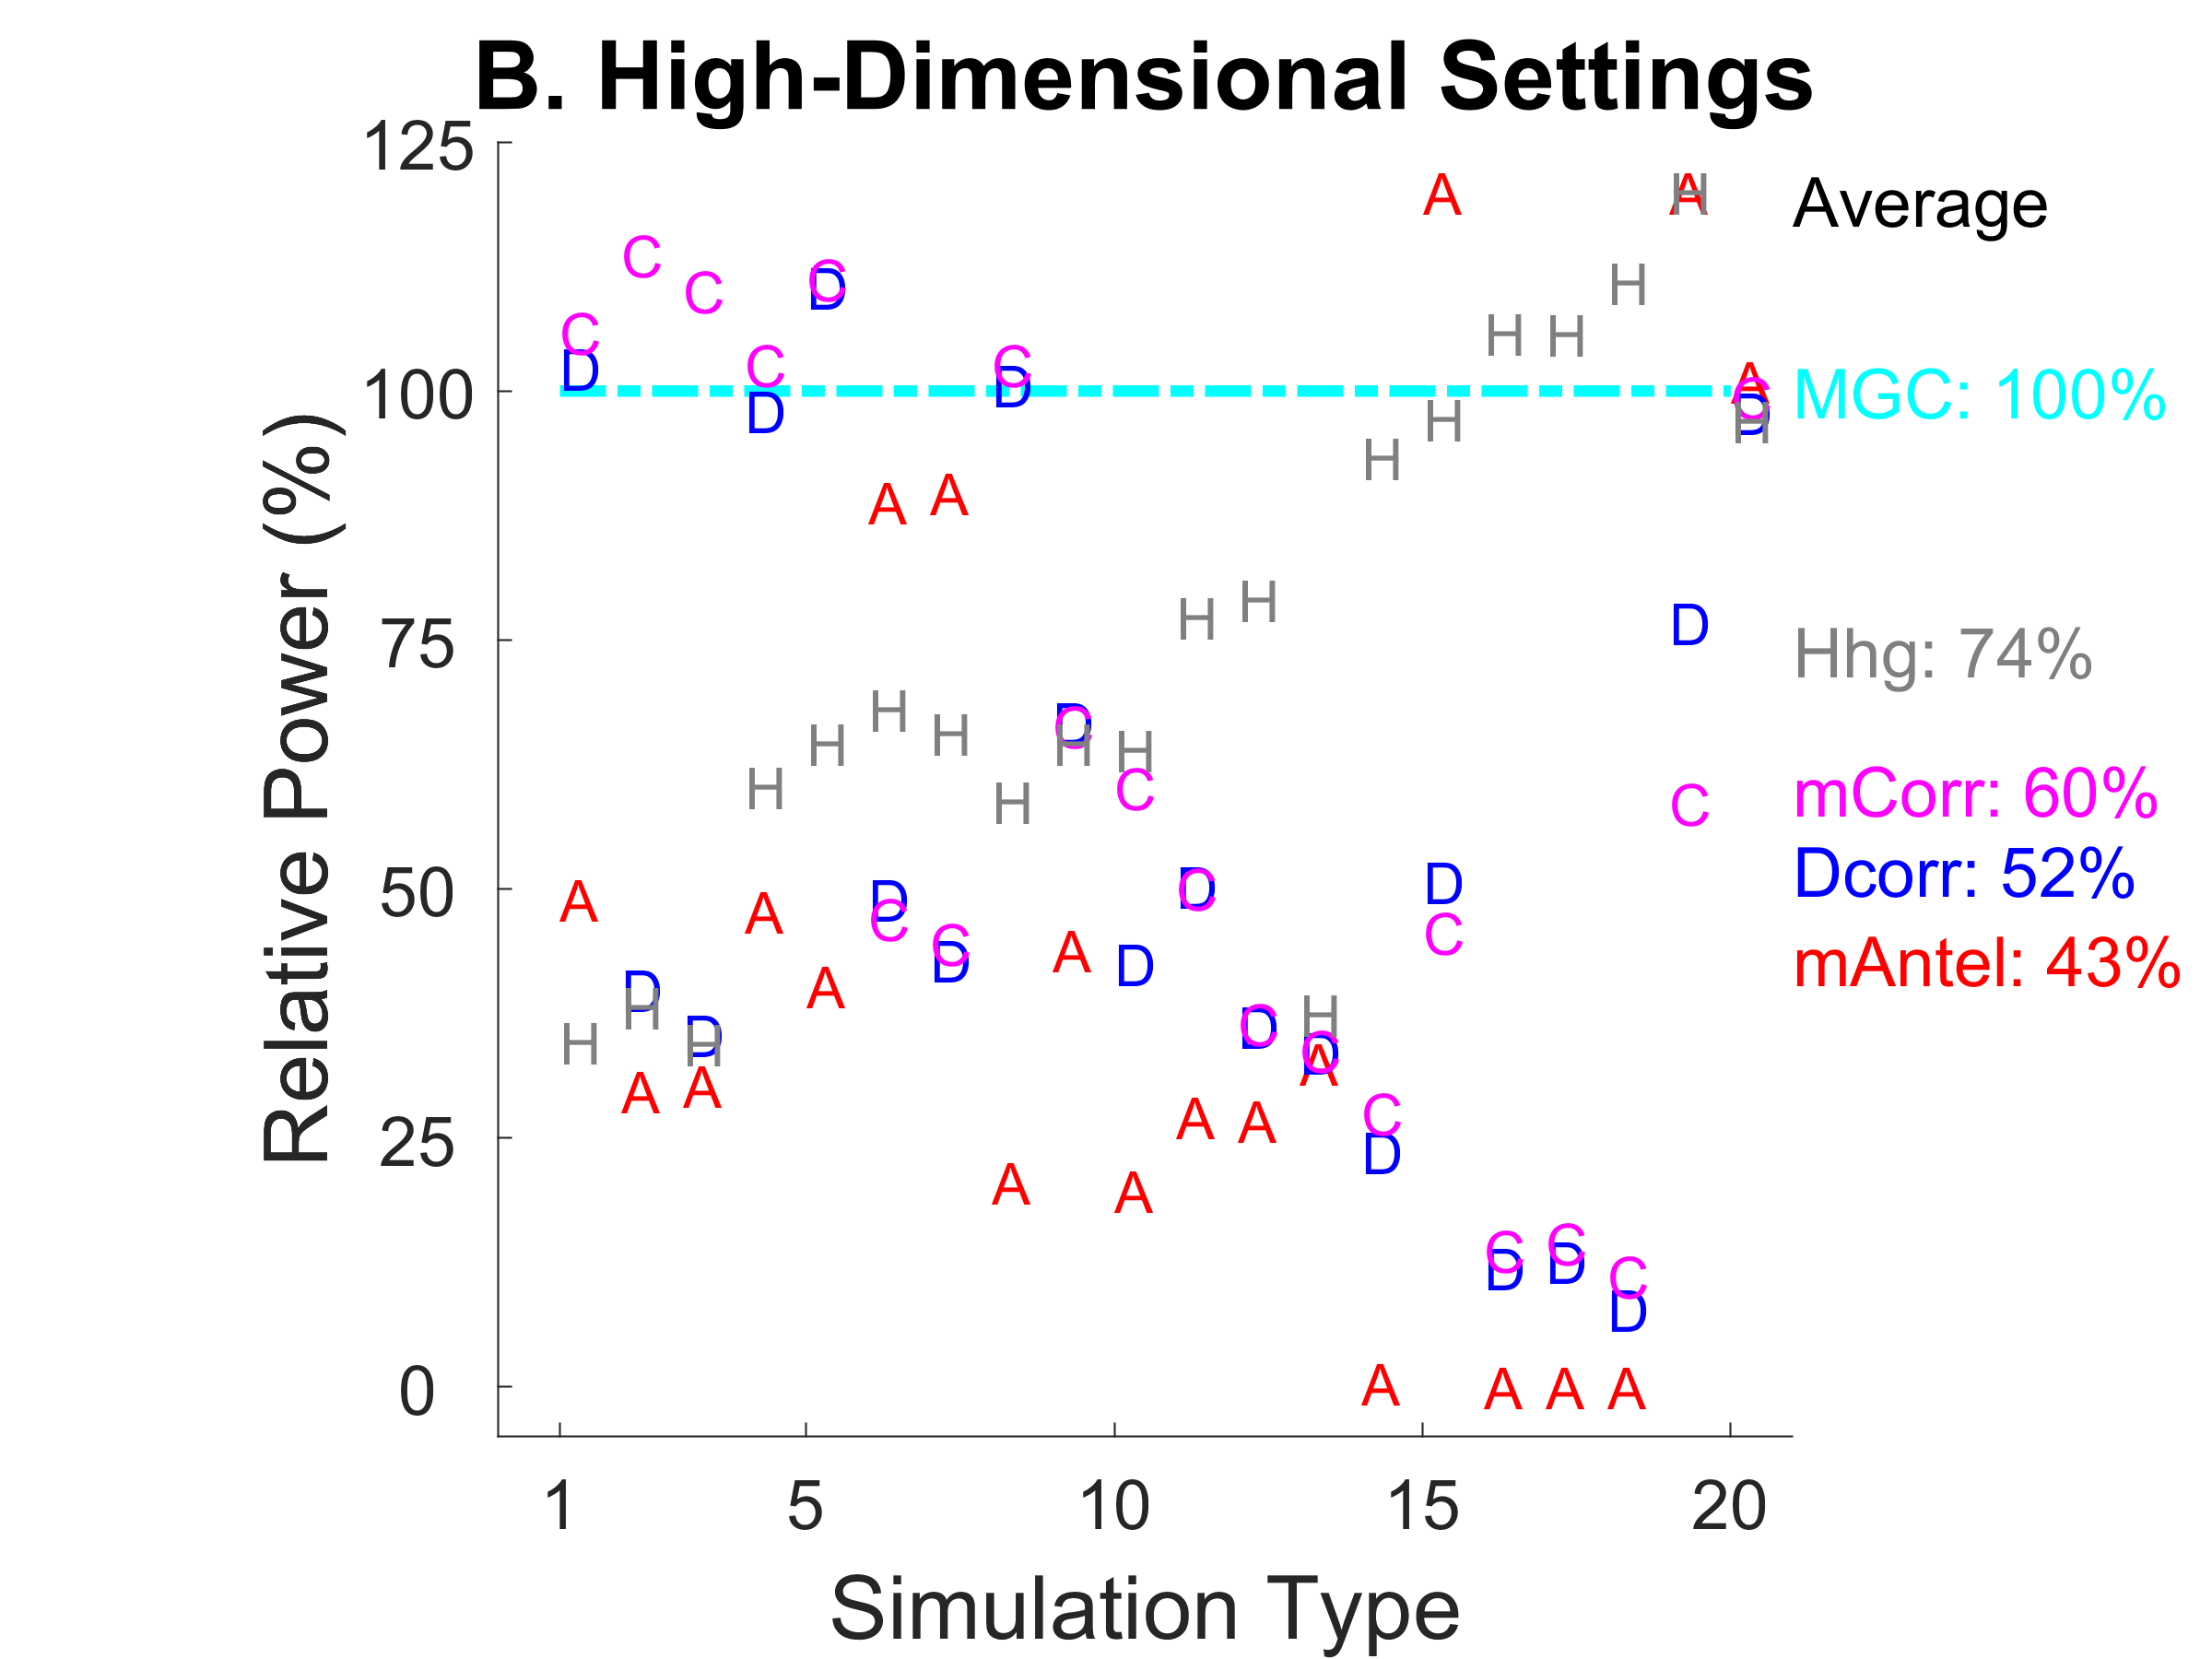 B. High-Dimensional Settings
Relative Power (%)
125
100
75
50
25
0
1 5 10 15 20
Simulation Type
Average
MGC: 100%
Hhg: 74%
mCorr: 60%
Dcorr: 52%
mAntel: 43%